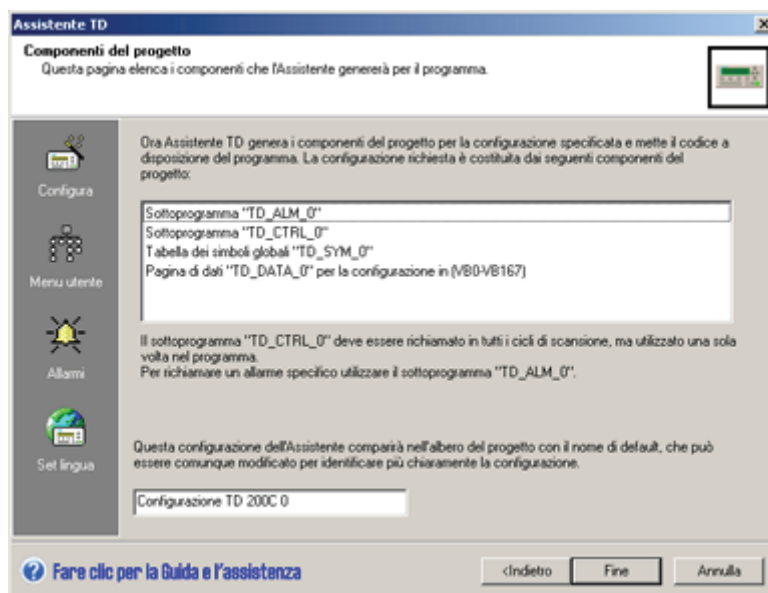 Assistente TD
Componenti del progetto
Questa pagina elenca i componenti che l'Assistente genererà per il programma.
Configura
Menu utente
Allarmi
Set lingua
Ora Assistente TD genera i componenti del progetto per la configurazione specificata e mette il codice a
disposizione del programma. La configurazione richiesta è costituita dai seguenti componenti del
progetto:
Sottoprogramma "TD_ALM_0"
Sottoprogramma "TD_CTRL_0"
Tabella dei simboli globali "TD_SYM_0"
Pagina di dati "TD_DATA_0" per la configurazione in (VB0-VB167)
Il sottoprogramma "TD_CTRL_0" deve essere richiamato in tutti i cicli di scansione, ma utilizzato una sola
volta nel programma.
Per richiamare un allarme specifico utilizzare il sottoprogramma "TD_ALM_0".
Questa configurazione dell'Assistente comparirà nell'albero del progetto con il nome di default, che può
essere comunque modificato per identificare più chiaramente la configurazione.
Configurazione TD 200C 0
Fare clic per la Guida e l'assistenza
<Indietro
Fine
Annulla